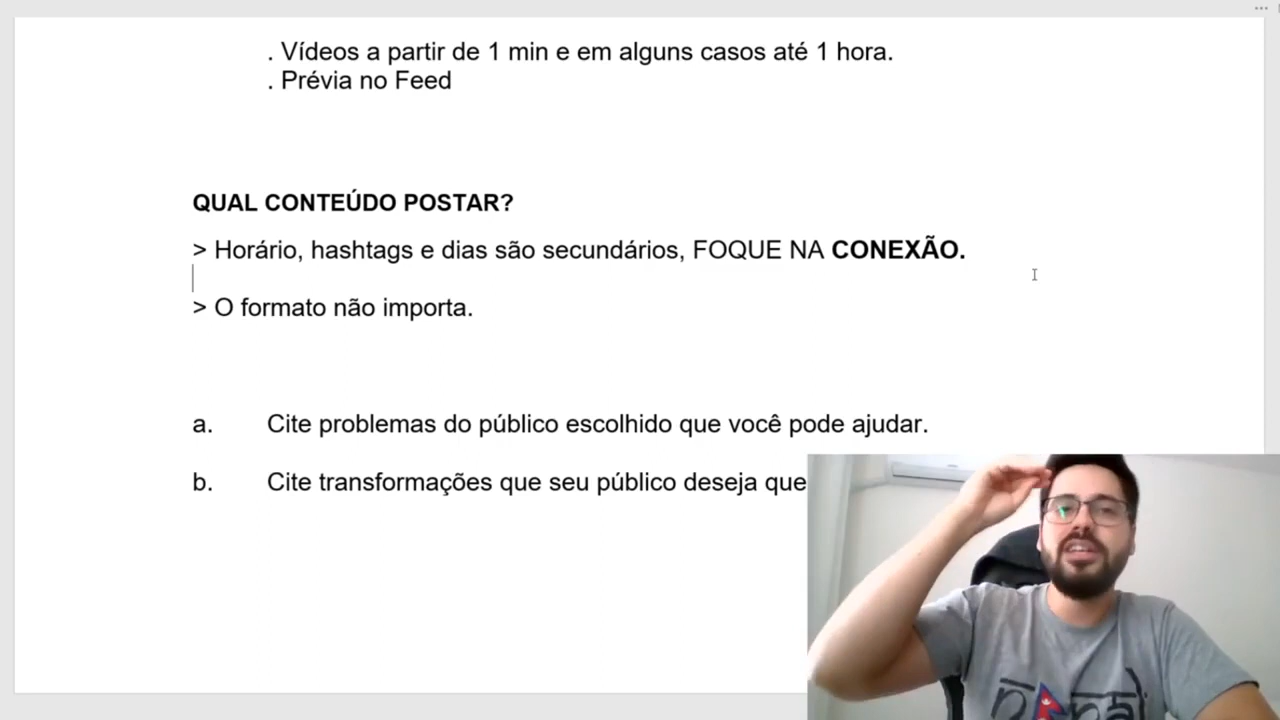 . Vídeos a partir de 1 min e em alguns casos até 1 hora.
. Prévia no Feed
QUAL CONTEÚDO POSTAR?
> Horário, hashtags e dias são secundários, FOQUE NA CONEXÃO.
> O formato não importa.
a. Cite problemas do público escolhido que você pode ajudar.
b. Cite transformações que seu público deseja que